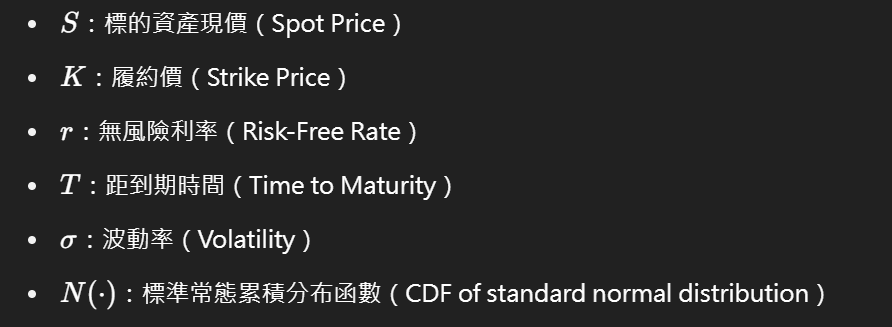 • S：標的資產現價（Spot Price）
• K：履約價（Strike Price）
• r：無風險利率（Risk-Free Rate）
• T：距到期時間（Time to Maturity）
• σ：波動率（Volatility）
• N(·)：標準常態累積分布函數（CDF of standard normal distribution）